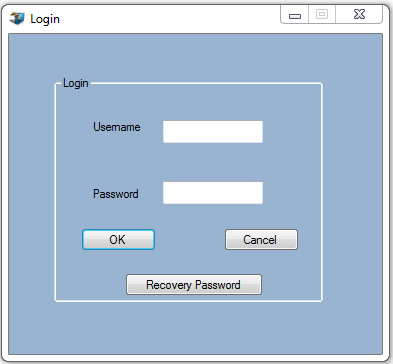 Login
Login
Username
Password
OK Cancel
Recovery Password